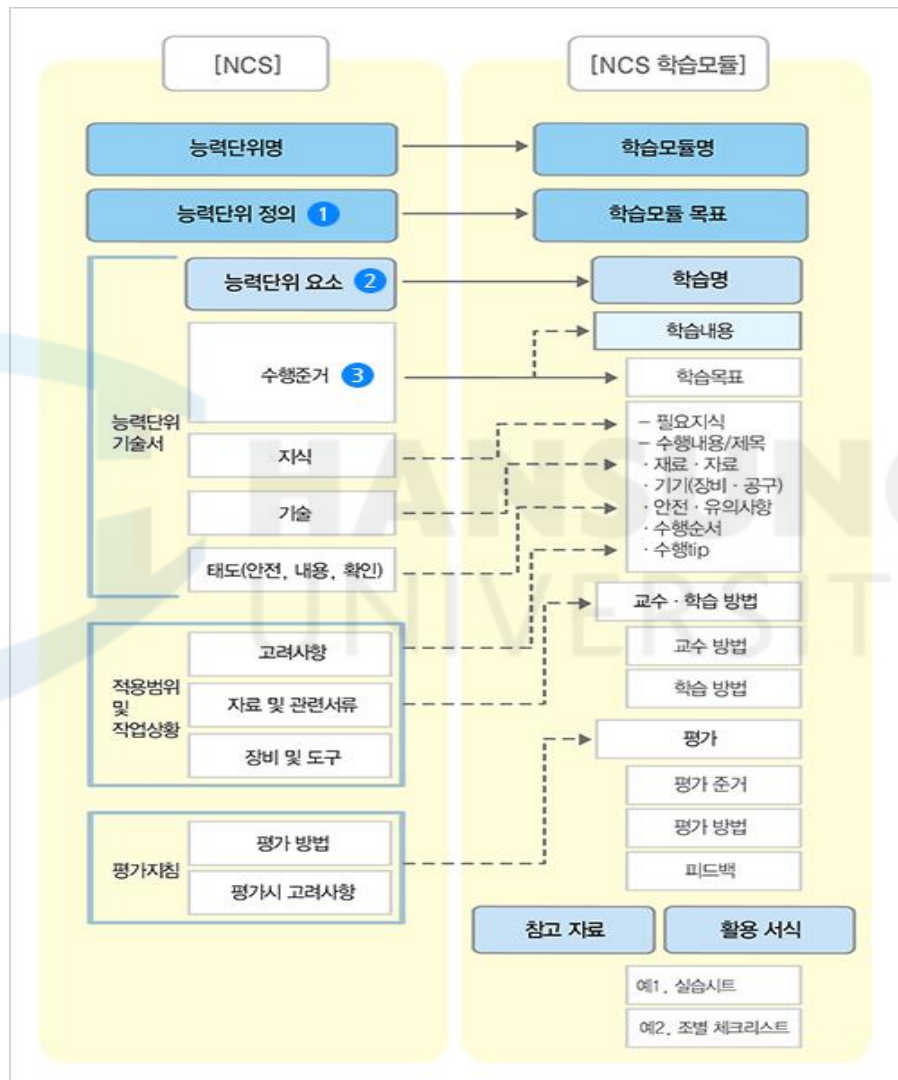 [NCS]
[NCS 학습모듈]
능력단위명
학습모듈명
능력단위 정의 1
학습모듈 목표
능력단위 요소 2
학습명
학습내용
수행준거 3
학습목표
능력단위
기술서
지식
기술
태도(안전, 내용, 확인)
- 필요지식
- 수행내용/제목
· 재료 · 자료
· 기기(장비 · 공구)
· 안전 · 유의사항
· 수행순서
· 수행tip
교수 · 학습 방법
교수 방법
학습 방법
적용범위
및
작업상황
고려사항
자료 및 관련서류
장비 및 도구
평가
평가 준거
평가 방법
피드백
평가지침
평가 방법
평가시 고려사항
참고 자료
활용 서식
예1. 실습시트
예2. 조별 체크리스트
HANSUNG
UNIVERSIT